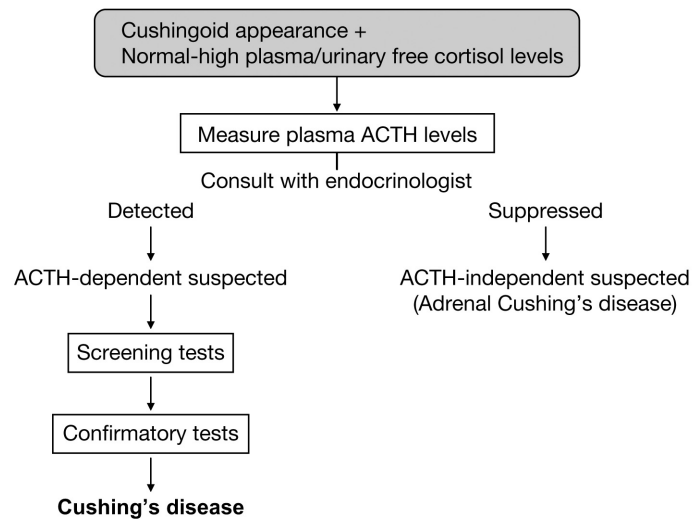 Cushingoid appearance +
Normal-high plasma/urinary free cortisol levels
Measure plasma ACTH levels
Consult with endocrinologist
Detected
Suppressed
ACTH-dependent suspected
ACTH-independent suspected
(Adrenal Cushing’s disease)
Screening tests
Confirmatory tests
Cushing’s disease